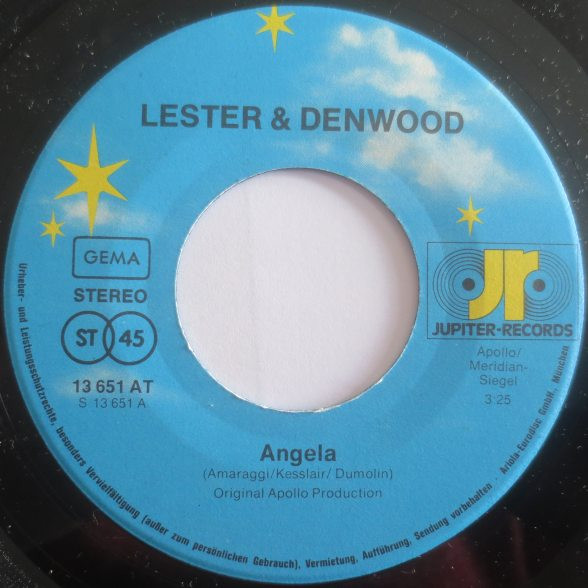 LESTER & DENWOOD
GEMA
STEREO
ST 45
13 651 AT
S 13 651 A
jr
JUPITER-RECORDS
Apollo/
Meridian-
Siegel
3:25
Angela
(Amaraggi/Kesslair/Dumolin)
Original Apollo Production
Urheber- und Leistungsschutzrechte, besonders Vervielfältigung (außer zum persönlichen Gebrauch), Vermietung, Aufführung, Sendung vorbehalten · Ariola-Eurodisc GmbH., München